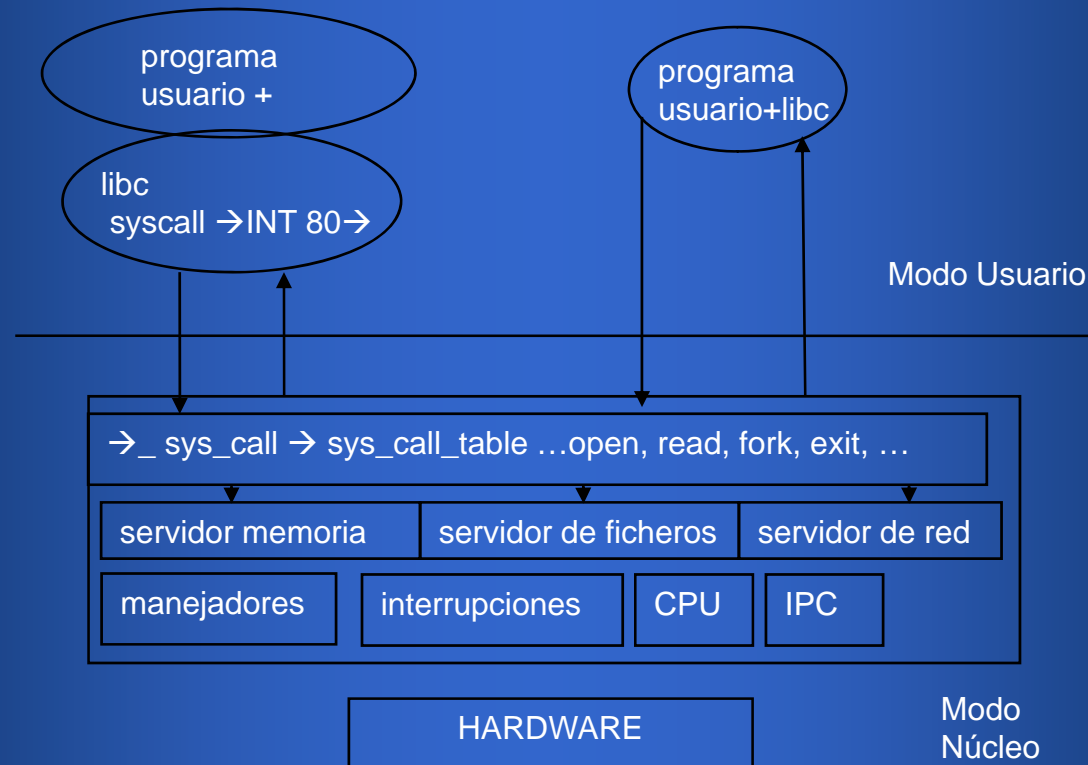 programa
usuario +
programa
usuario+libc
libc
syscall →INT 80→
Modo Usuario
→_ sys_call → sys_call_table …open, read, fork, exit, …
servidor memoria
servidor de ficheros
servidor de red
manejadores
interrupciones
CPU
IPC
HARDWARE
Modo
Núcleo